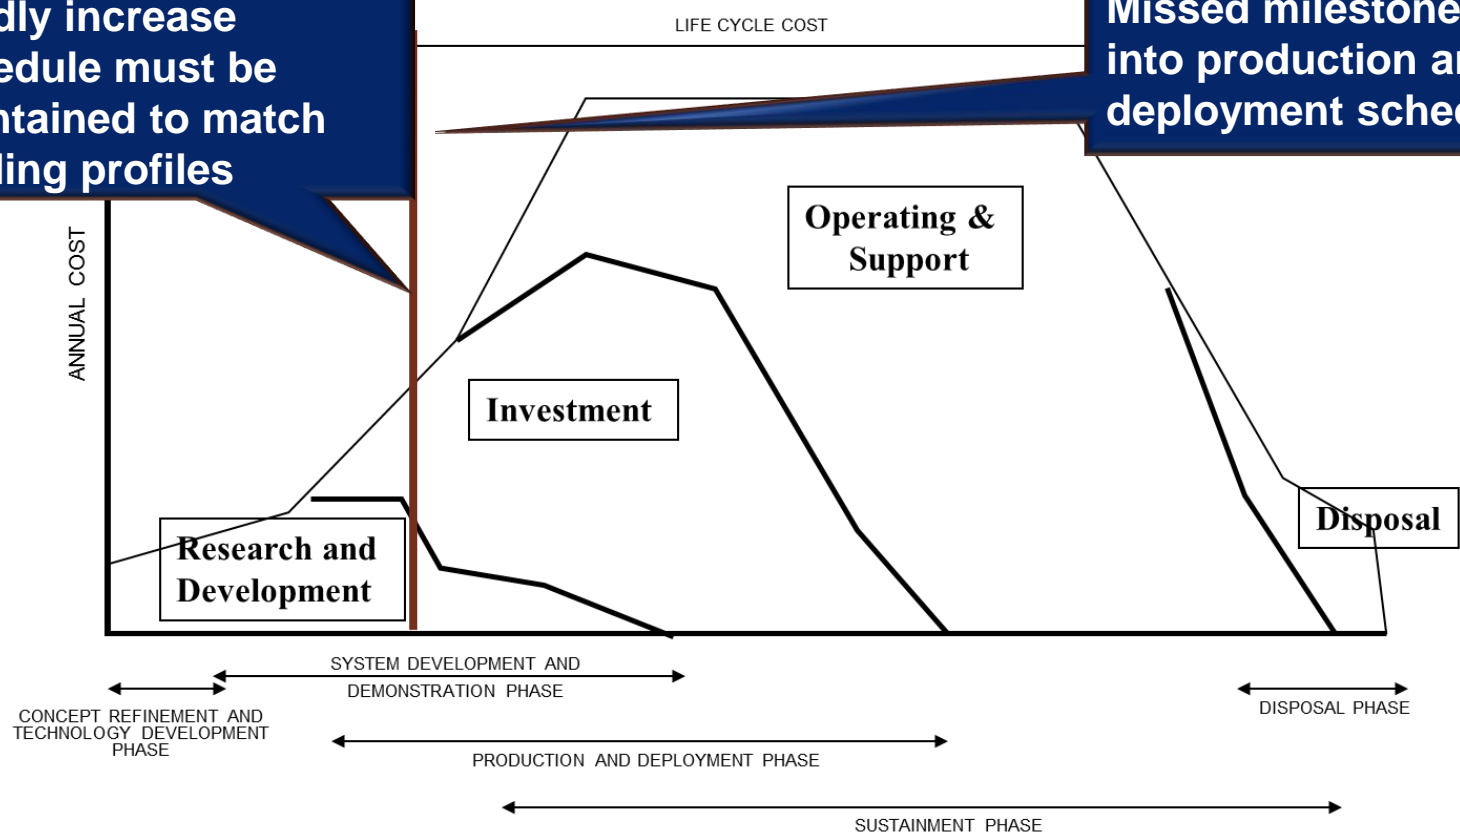 dly increase
edule must be
ntained to match
ling profiles
LIFE CYCLE COST
Missed milestone
into production a
deployment sched
ANNUAL COST
Operating &
Support
Investment
Research and
Development
Disposal
SYSTEM DEVELOPMENT AND
DEMONSTRATION PHASE
CONCEPT REFINEMENT AND
TECHNOLOGY DEVELOPMENT
PHASE
DISPOSAL PHASE
PRODUCTION AND DEPLOYMENT PHASE
SUSTAINMENT PHASE